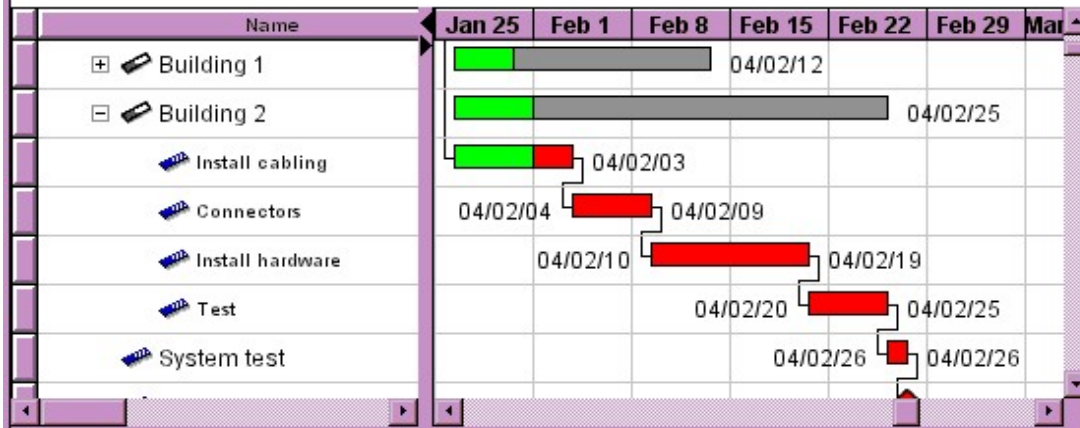 Name Jan 25 Feb 1 Feb 8 Feb 15 Feb 22 Feb 29 Mar
Building 1 04/02/12
Building 2 04/02/25
Install cabling 04/02/03
Connectors 04/02/04 04/02/09
Install hardware 04/02/10 04/02/19
Test 04/02/20 04/02/25
System test 04/02/26 04/02/26